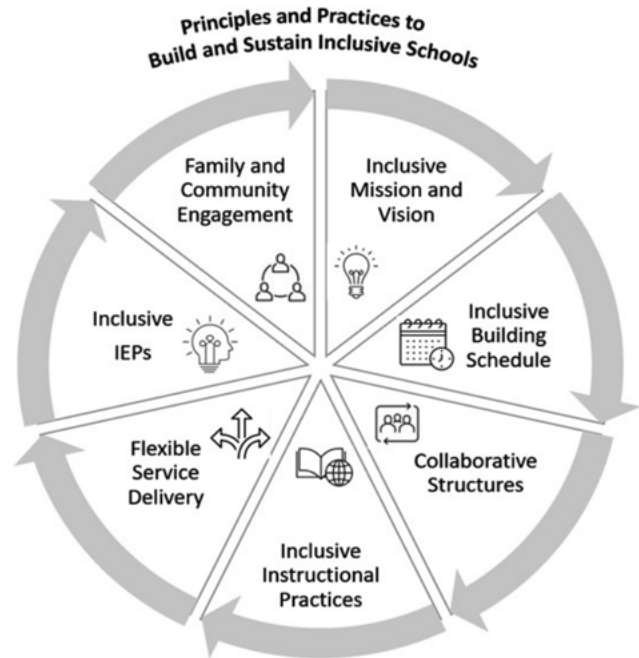 Principles and Practices to
Build and Sustain Inclusive Schools
Inclusive
Mission and
Vision
Inclusive
Building
Schedule
Collaborative
Structures
Inclusive
Instructional
Practices
Flexible
Service
Delivery
Inclusive
IEPs
Family and
Community
Engagement